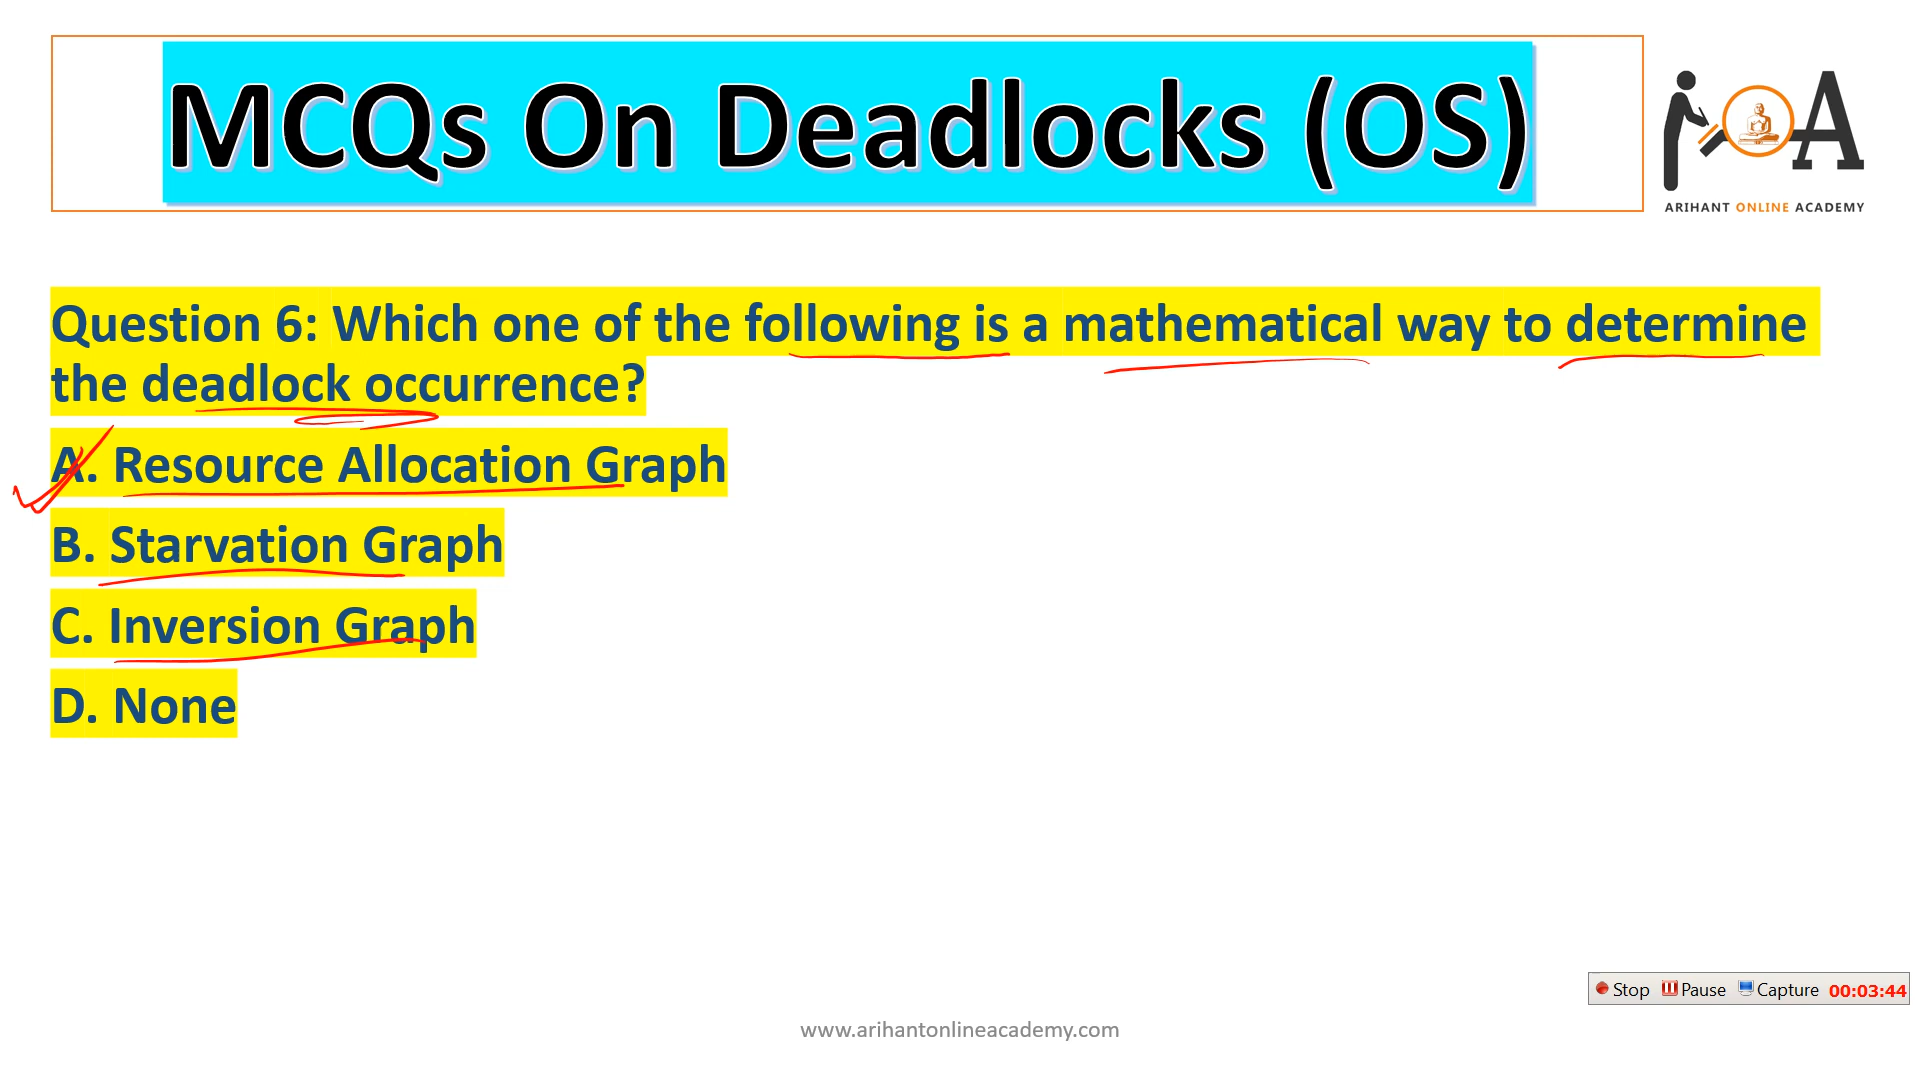 MCQs On Deadlocks (OS)
ARIHANT ONLINE ACADEMY
Question 6: Which one of the following is a mathematical way to determine
the deadlock occurrence?
A. Resource Allocation Graph
B. Starvation Graph
C. Inversion Graph
D. None
Stop Pause Capture 00:03:44
www.arihantonlineacademy.com